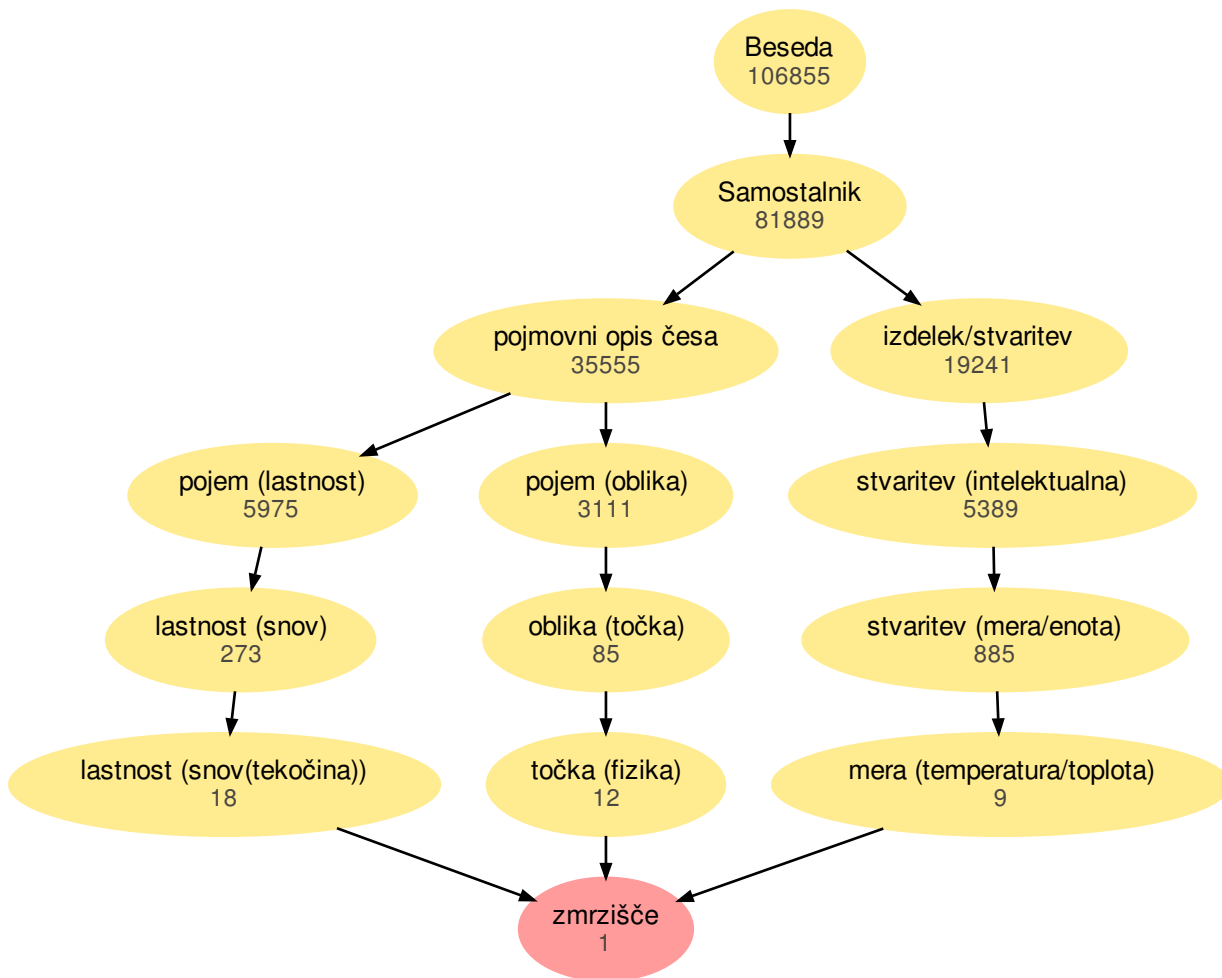 Beseda
106855
Samostalnik
81889
pojmovni opis česa
35555
izdelek/stvaritev
19241
pojem (lastnost)
5975
pojem (oblika)
3111
stvaritev (intelektualna)
5389
lastnost (snov)
273
oblika (točka)
85
stvaritev (mera/enota)
885
lastnost (snov(tekočina))
18
točka (fizika)
12
mera (temperatura/toplota)
9
zmrzišče
1